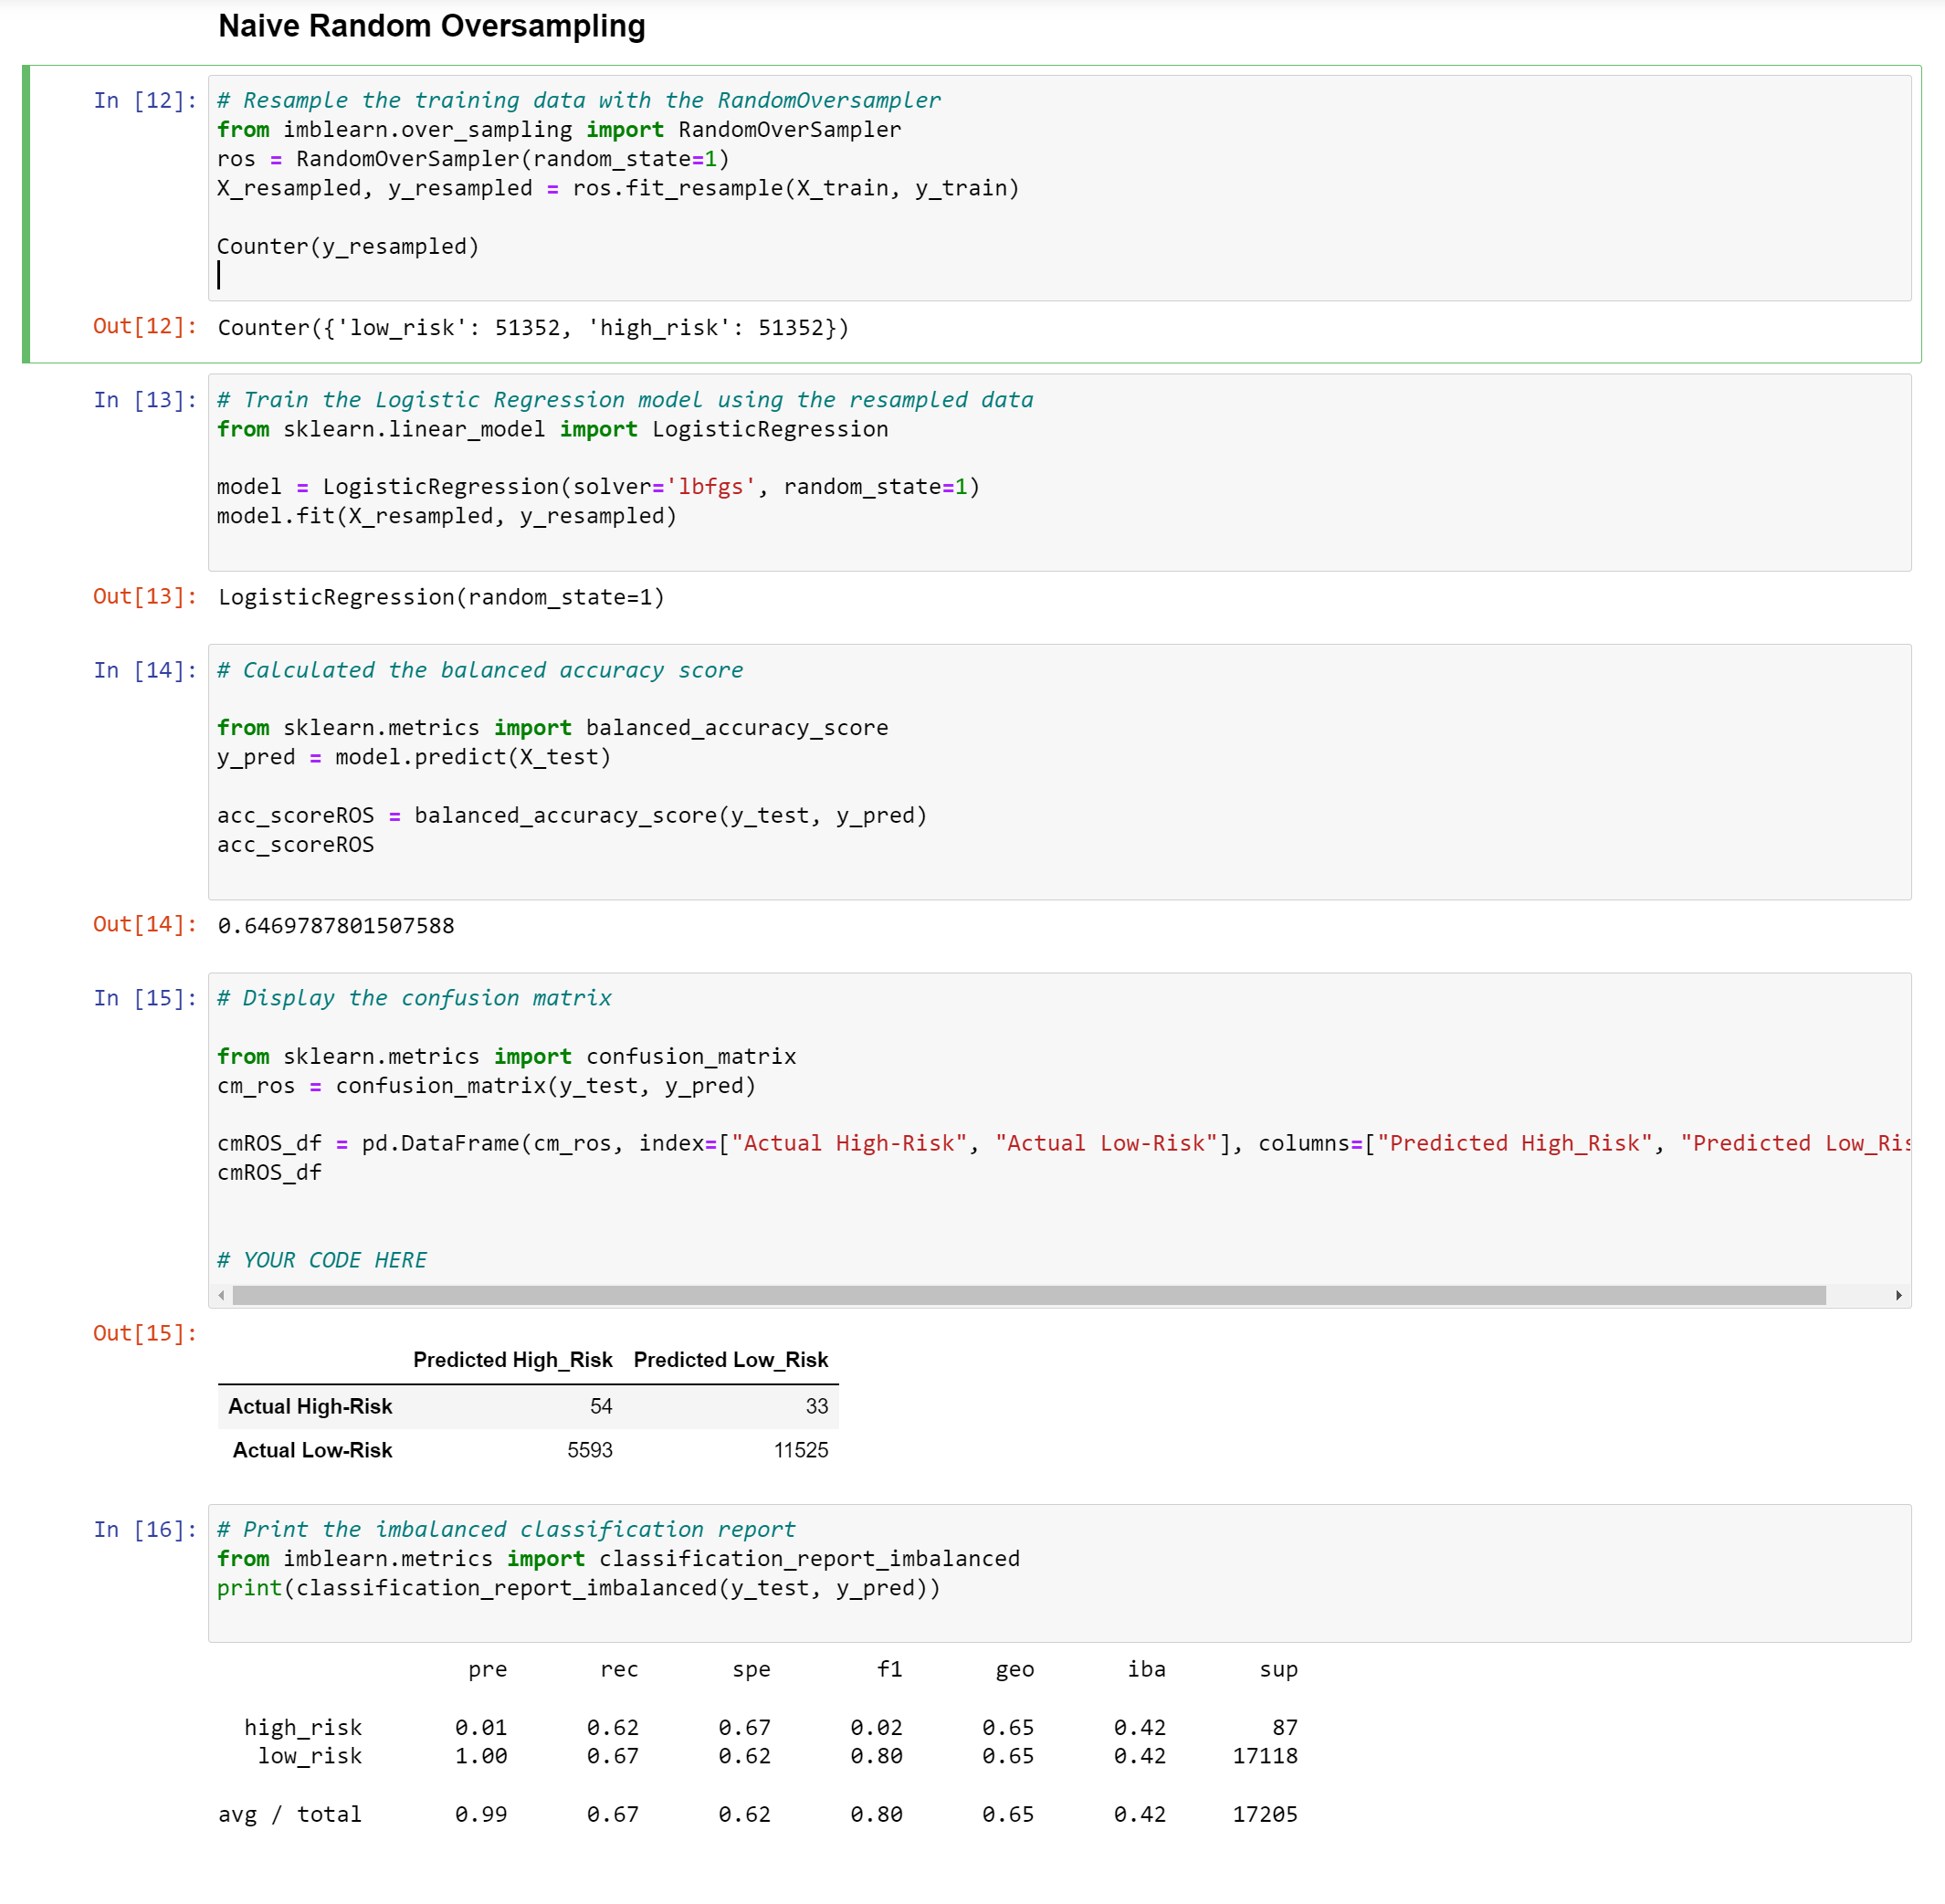 Naive Random Oversampling
In [12]:
# Resample the training data with the RandomOversampler
from imblearn.over_sampling import RandomOverSampler
ros = RandomOverSampler(random_state=1)
X_resampled, y_resampled = ros.fit_resample(X_train, y_train)
Counter(y_resampled)
Out[12]: Counter({'low_risk': 51352, 'high_risk': 51352})
In [13]:
# Train the Logistic Regression model using the resampled data
from sklearn.linear_model import LogisticRegression
model = LogisticRegression(solver='lbfgs', random_state=1)
model.fit(X_resampled, y_resampled)
Out[13]: LogisticRegression(random_state=1)
In [14]:
# Calculated the balanced accuracy score
from sklearn.metrics import balanced_accuracy_score
y_pred = model.predict(X_test)
acc_scoreROS = balanced_accuracy_score(y_test, y_pred)
acc_scoreROS
Out[14]: 0.6469787801507588
In [15]:
# Display the confusion matrix
from sklearn.metrics import confusion_matrix
cm_ros = confusion_matrix(y_test, y_pred)
cmROS_df = pd.DataFrame(cm_ros, index=["Actual High-Risk", "Actual Low-Risk"], columns=["Predicted High_Risk", "Predicted Low_Ris
cmROS_df
# YOUR CODE HERE
Out[15]:
Predicted High_Risk Predicted Low_Risk
Actual High-Risk 54 33
Actual Low-Risk 5593 11525
In [16]:
# Print the imbalanced classification report
from imblearn.metrics import classification_report_imbalanced
print(classification_report_imbalanced(y_test, y_pred))
pre rec spe f1 geo iba sup
high_risk 0.01 0.62 0.67 0.02 0.65 0.42 87
low_risk 1.00 0.67 0.62 0.80 0.65 0.42 17118
avg / total 0.99 0.67 0.62 0.80 0.65 0.42 17205